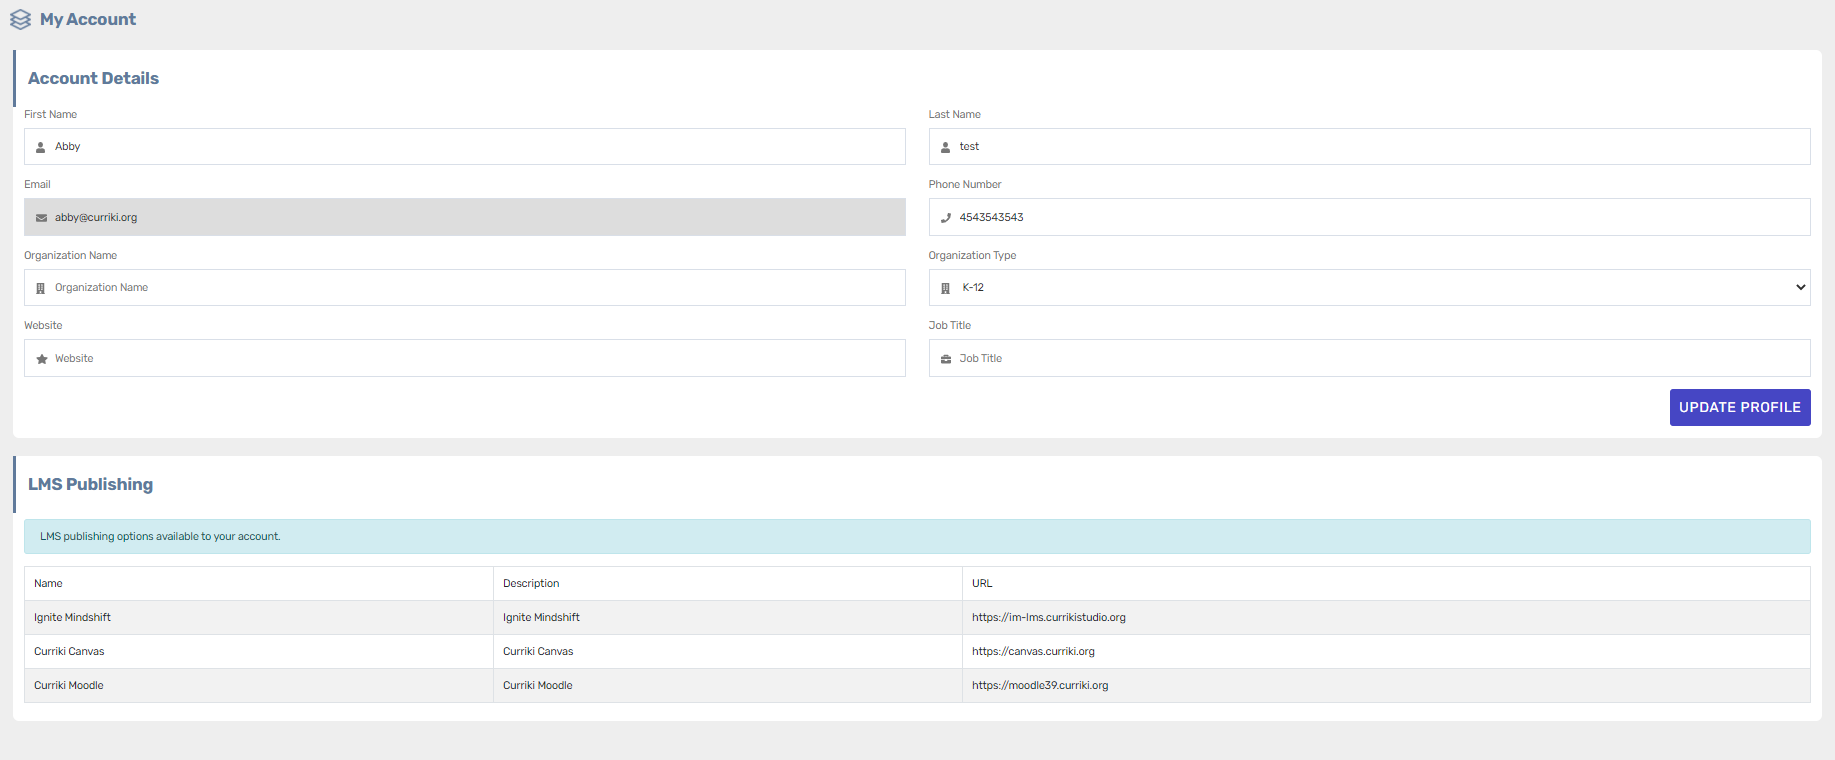 My Account
Account Details
First Name Last Name
Abby test
Email Phone Number
abby@curriki.org 4543543543
Organization Name Organization Type
Organization Name K-12
Website Job Title
Website Job Title
UPDATE PROFILE
LMS Publishing
LMS publishing options available to your account.
Name Description URL
Ignite Mindshift Ignite Mindshift https://im-lms.currikistudio.org
Curriki Canvas Curriki Canvas https://canvas.curriki.org
Curriki Moodle Curriki Moodle https://moodle39.curriki.org